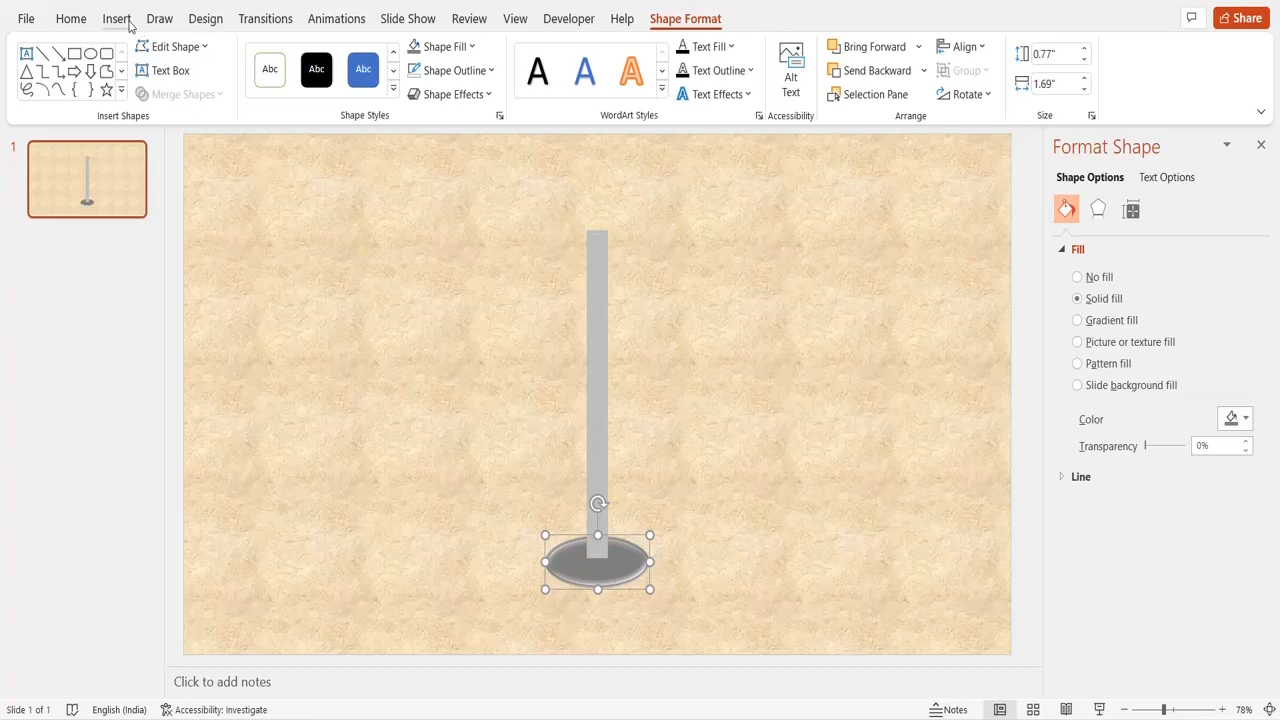 File Home Insert Draw Design Transitions Animations Slide Show Review View Developer Help Shape Format Share
Edit Shape
Text Box
Merge Shapes
Insert Shapes
Abc Abc Abc
Shape Fill
Shape Outline
Shape Effects
Shape Styles
A A A
Text Fill
Text Outline
Text Effects
WordArt Styles
Alt
Text
Accessibility
Bring Forward
Send Backward
Selection Pane
Align
Group
Rotate
Arrange
0.77"
1.69"
Size
1
Format Shape
Shape Options Text Options
Fill
No fill
Solid fill
Gradient fill
Picture or texture fill
Pattern fill
Slide background fill
Color
Transparency 0%
Line
Click to add notes
Slide 1 of 1 English (India) Accessibility: Investigate Notes 78%